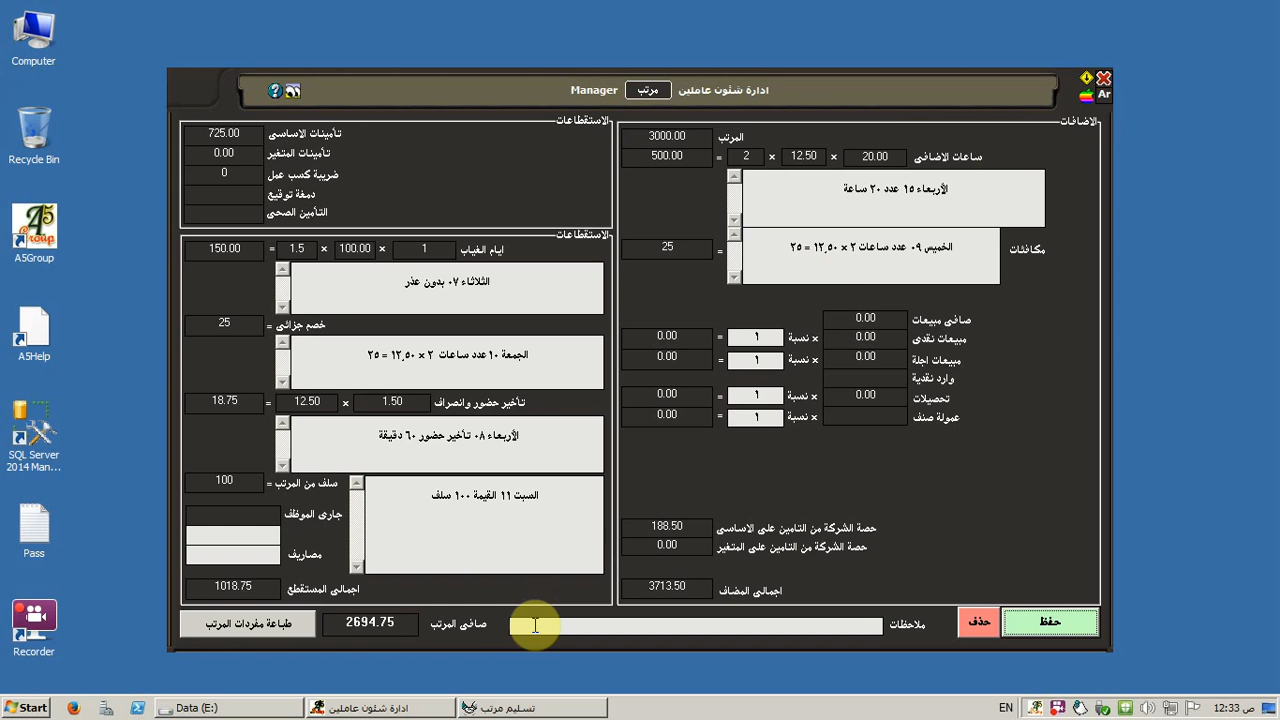 Computer
Recycle Bin
A5Group
A5Help
SQL Server
2014 Man...
Pass
Recorder
ادارة شئون عاملين
مرتب
Manager
Ar
الاضافات
المرتب
3000.00
ساعات الاضافى
20.00 × 12.50 × 2 = 500.00
الأربعاء ١٥ عدد ٢٠ ساعة
مكافئات
الخميس ٠٩ عدد ساعات ٢ × ١٢,٥٠ = ٢٥
= 25
صافى مبيعات
0.00
مبيعات نقدى
0.00 × نسبة ١ = 0.00
مبيعات اجلة
0.00 × نسبة ١ = 0.00
وارد نقدية
تحصيلات
0.00 × نسبة ١ = 0.00
عمولة صنف
× نسبة ١ = 0.00
حصة الشركة من التامين على الاساسى
188.50
حصة الشركة من التامين على المتغير
0.00
اجمالى المضاف
3713.50
الاستقطاعات
تأمينات الاساسى
725.00
تأمينات المتغير
0.00
ضريبة كسب عمل
0
دمغة توقيع
التأمين الصحى
الاستقطاعات
ايام الغياب
1 × 100.00 × 1.5 = 150.00
الثلاثاء ٠٧ بدون عذر
خصم جزائى =
25
الجمعة ١٠ عدد ساعات ٢ × ١٢,٥٠ = ٢٥
تأخير حضور وانصراف
1.50 × 12.50 = 18.75
الأربعاء ٠٨ تأخير حضور ٦٠ دقيقة
سلف من المرتب =
100
السبت ١١ القيمة ١٠٠ سلف
جارى الموظف
مصاريف
اجمالى المستقطع
1018.75
حفظ
حذف
ملاحظات
صافى المرتب
2694.75
طباعة مفردات المرتب
Start
Data (E:)
ادارة شئون عاملين
تسليم مرتب
EN
12:33 ص